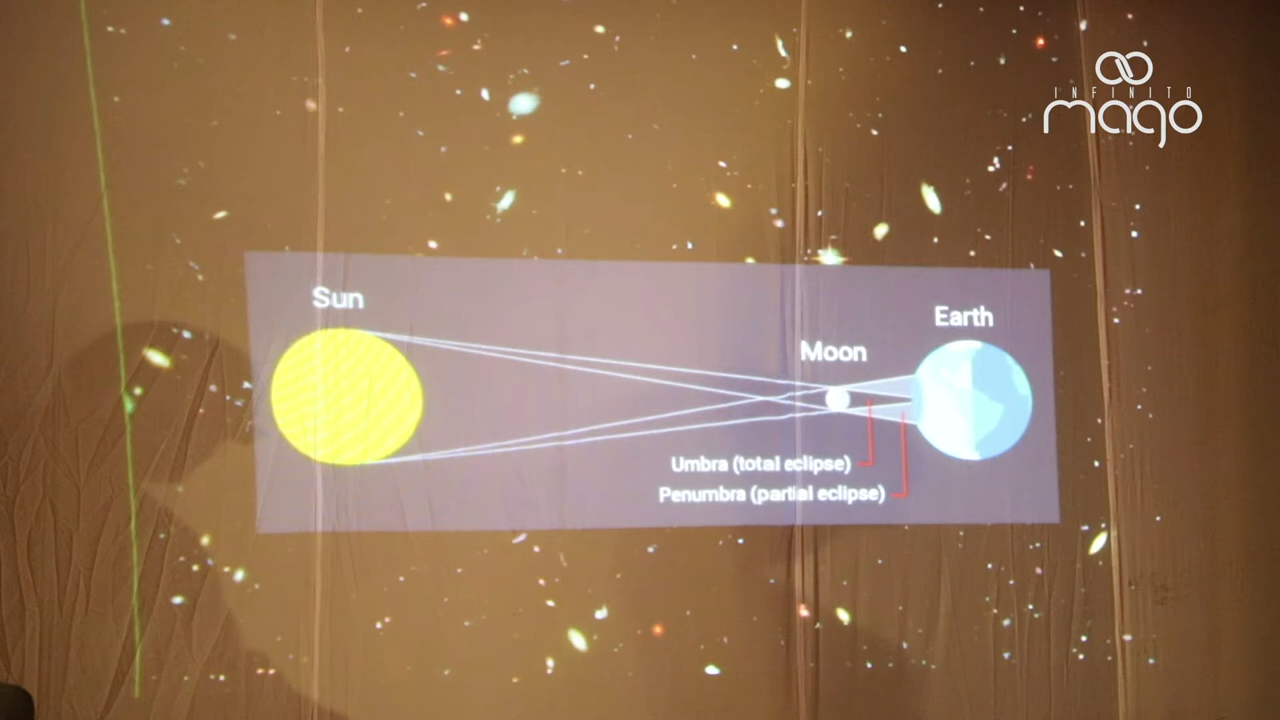 INFINITO
mago
Sun
Earth
Moon
Umbra (total eclipse)
Penumbra (partial eclipse)